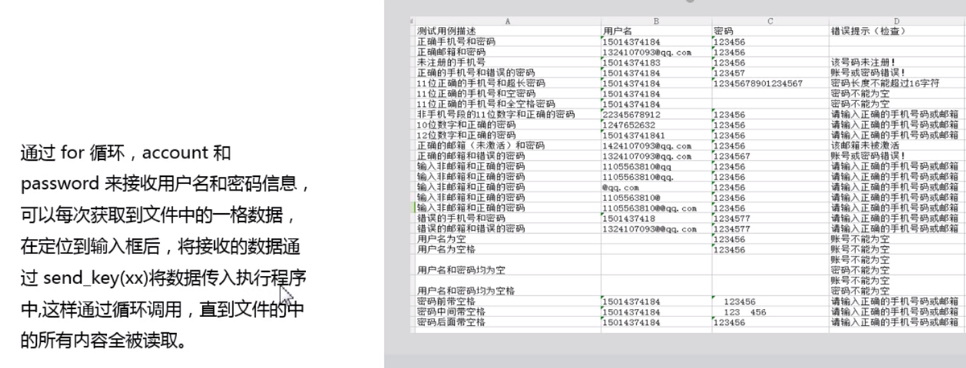 通过 for 循环，account 和
password 来接收用户名和密码信息，
可以每次获取到文件中的一格数据，
在定位到输入框后，将接收的数据通
过 send_key(xx)将数据传入执行程序
中,这样通过循环调用，直到文件的中
的所有内容全被读取。
A B C D
测试用例描述 用户名 密码 错误提示（检查）
正确手机号和密码 15014374184 123456
正确邮箱和密码 1324107093@qq.com 123456
未注册的手机号 15014374183 123456 该号码未注册！
正确的手机号和错误的密码 15014374184 123457 账号或密码错误！
11位正确的手机号和超长密码 15014374184 12345678901234567 密码长度不能超过16字符
11位正确的手机号和空密码 15014374184 密码不能为空
11位正确的手机号和全空格密码 15014374184 密码不能为空
非手机号段的11位数字和正确的密码 22345678912 123456 请输入正确的手机号码或邮箱
10位数字和正确的密码 1247652632 123456 请输入正确的手机号码或邮箱
12位数字和正确的密码 150143741841 123456 请输入正确的手机号码或邮箱
正确的邮箱（未激活）和密码 1424107093@qq.com 123456 该邮箱未被激活
正确的邮箱和错误的密码 1324107093@qq.com 1234567 账号或密码错误！
输入非邮箱和正确的密码 1105563810@qq 123456 请输入正确的手机号码或邮箱
输入非邮箱和正确的密码 1105563810@qq. 123456 请输入正确的手机号码或邮箱
输入非邮箱和正确的密码 @qq.com 123456 请输入正确的手机号码或邮箱
输入非邮箱和正确的密码 1105563810@ 123456 请输入正确的手机号码或邮箱
输入非邮箱和正确的密码 1105563810@@qq.com 123456 请输入正确的手机号码或邮箱
错误的手机号和密码 150143741​8 1234577 请输入正确的手机号码或邮箱
错误的邮箱和错误的密码 1324107093@@qq.com 1234577 请输入正确的手机号码或邮箱
用户名为空 123456 账号不能为空
用户名为空格 123456 账号不能为空
账号不能为空
用户名和密码均为空 密码不能为空
账号不能为空
用户名和密码均为空格 密码不能为空
密码前带空格 15014374184 123456 请输入正确的手机号码或邮箱
密码中间带空格 15014374184 123 456 请输入正确的手机号码或邮箱
密码后面带空格 15014374184 123456 请输入正确的手机号码或邮箱